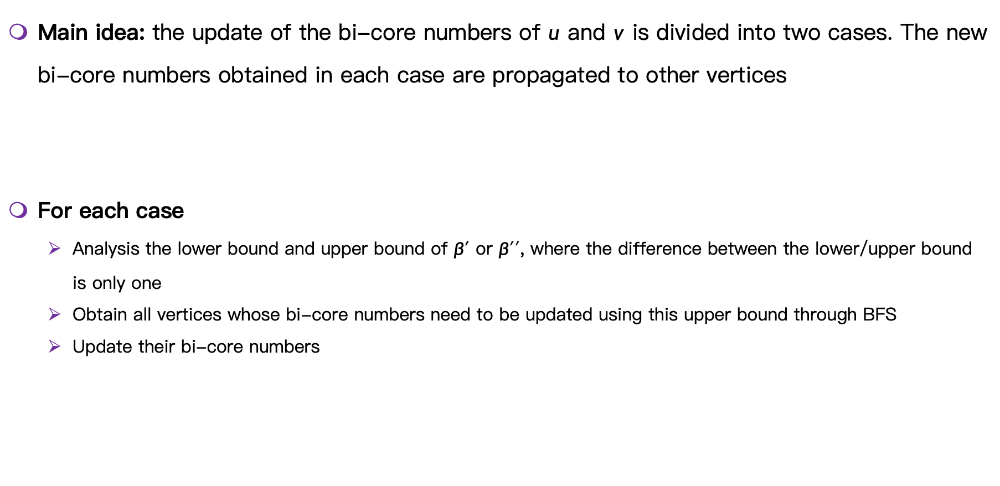 Main idea: the update of the bi-core numbers of u and v is divided into two cases. The new
bi-core numbers obtained in each case are propagated to other vertices
For each case
Analysis the lower bound and upper bound of β′ or β′′, where the difference between the lower/upper bound
is only one
Obtain all vertices whose bi-core numbers need to be updated using this upper bound through BFS
Update their bi-core numbers